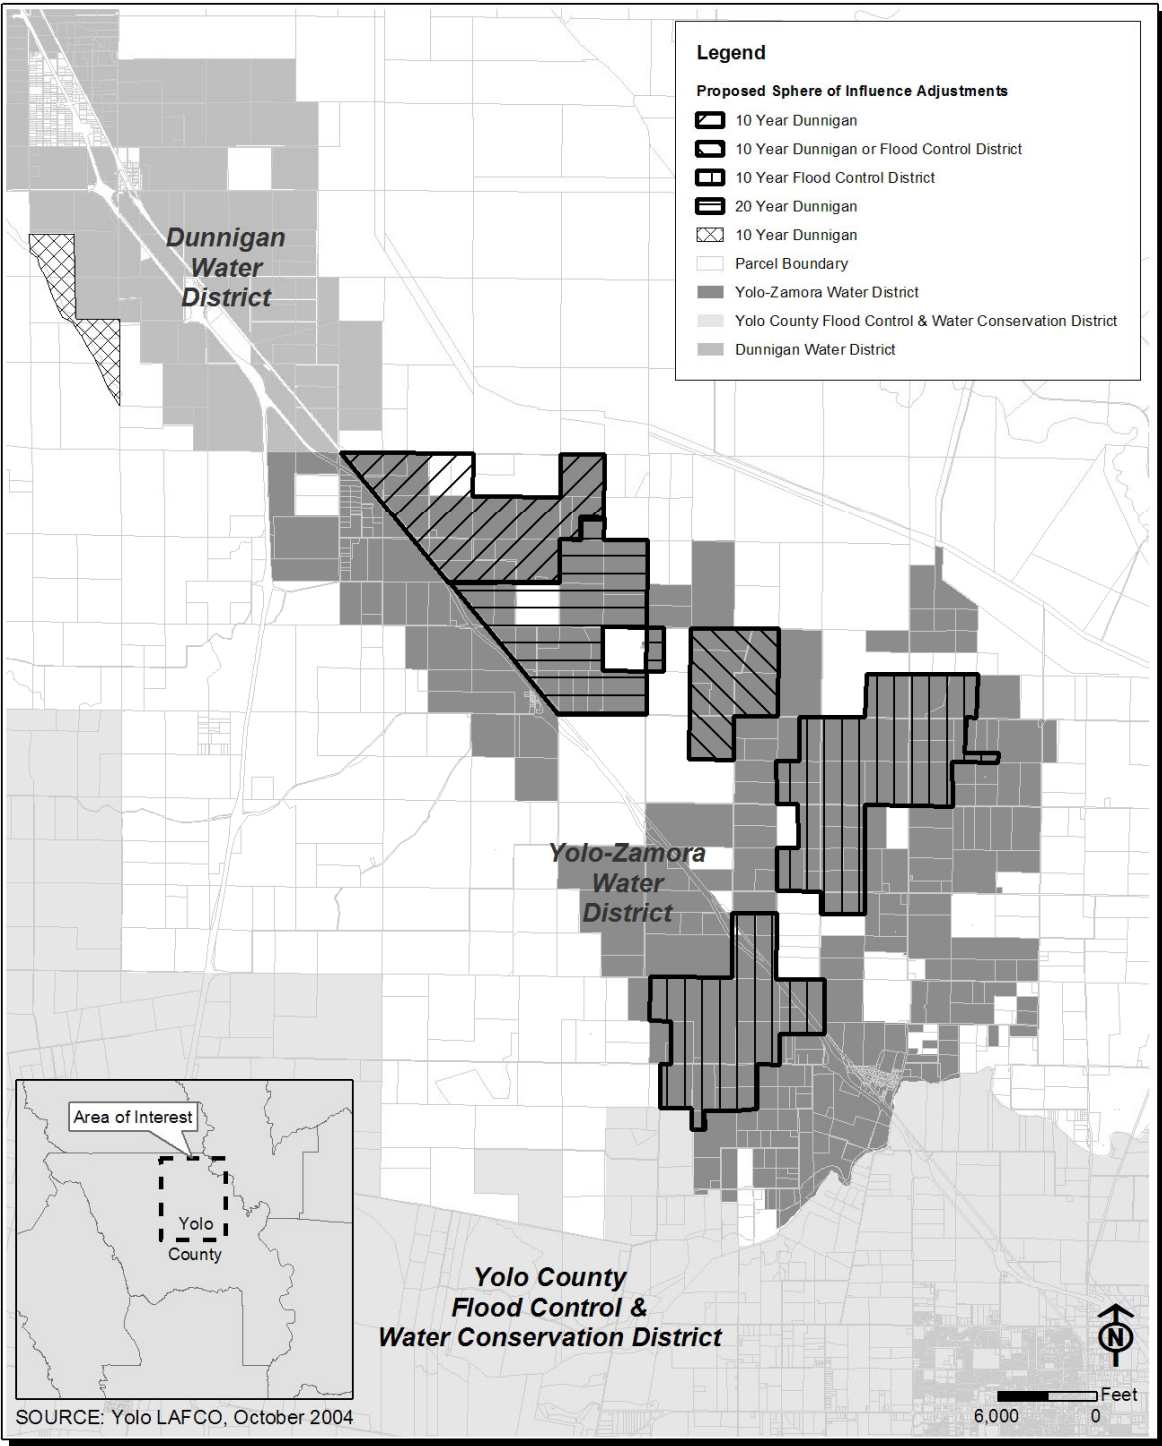 Legend
Proposed Sphere of Influence Adjustments
10 Year Dunnigan
10 Year Dunnigan or Flood Control District
10 Year Flood Control District
20 Year Dunnigan
10 Year Dunnigan
Parcel Boundary
Yolo-Zamora Water District
Yolo County Flood Control & Water Conservation District
Dunnigan Water District
Dunnigan
Water
District
Yolo-Zamora
Water
District
Area of Interest
Yolo
County
Yolo County
Flood Control &
Water Conservation District
N
Feet
6,000 0
SOURCE: Yolo LAFCO, October 2004